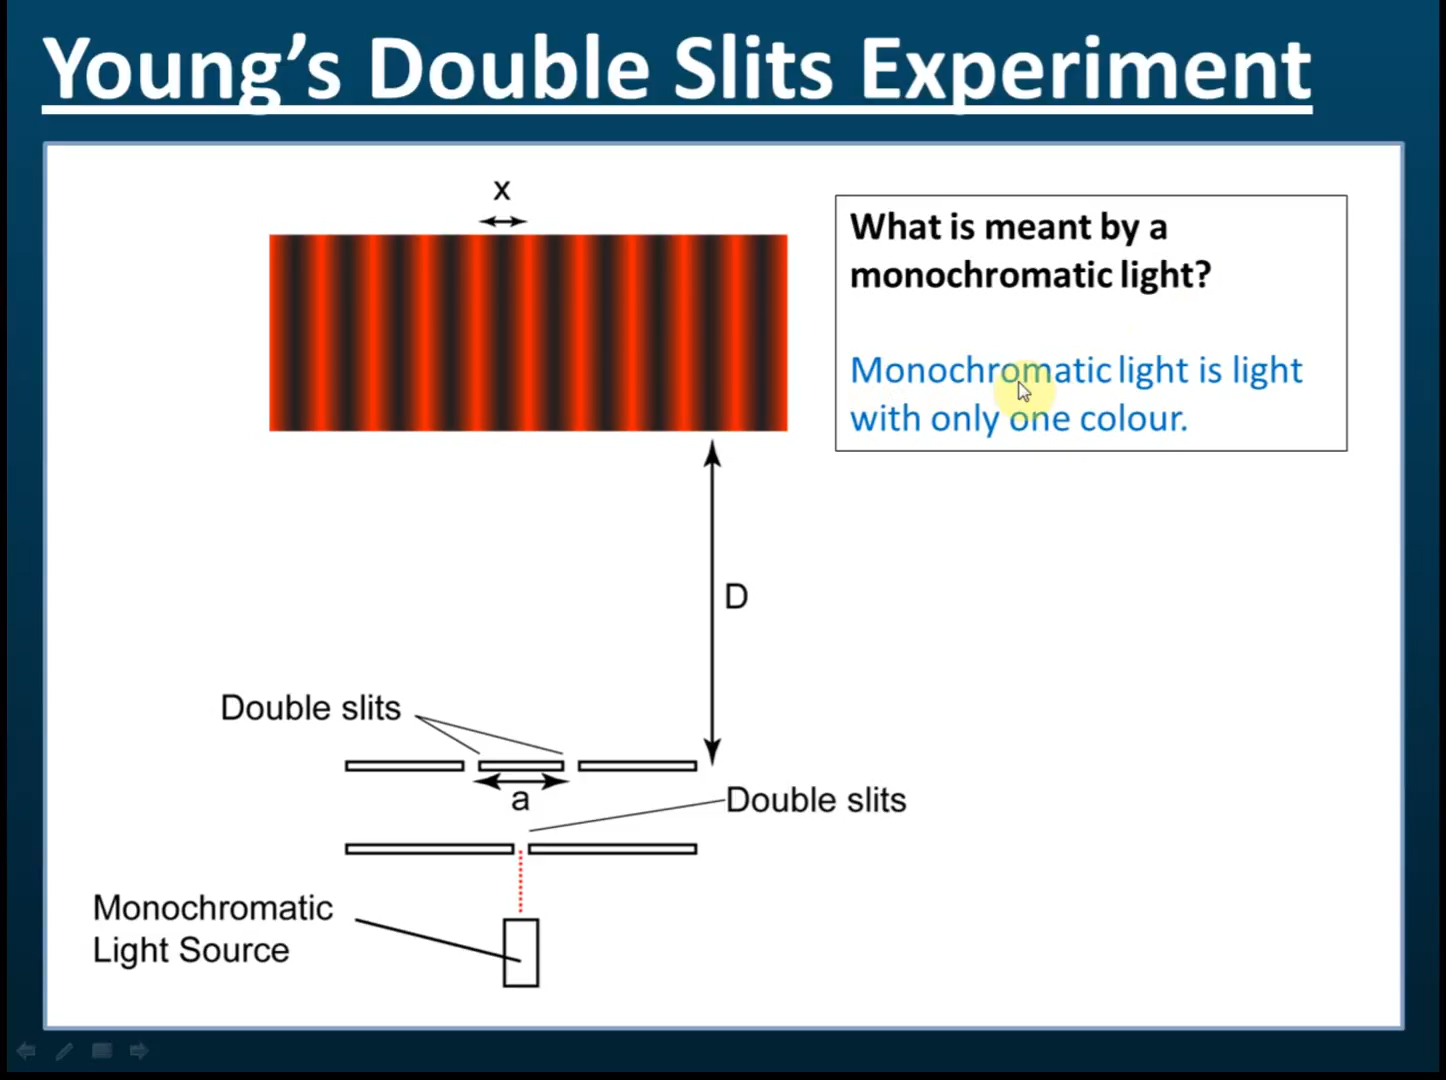 Young's Double Slits Experiment
x
What is meant by a
monochromatic light?
Monochromatic light is light
with only one colour.
D
Double slits
a
Double slits
Monochromatic
Light Source